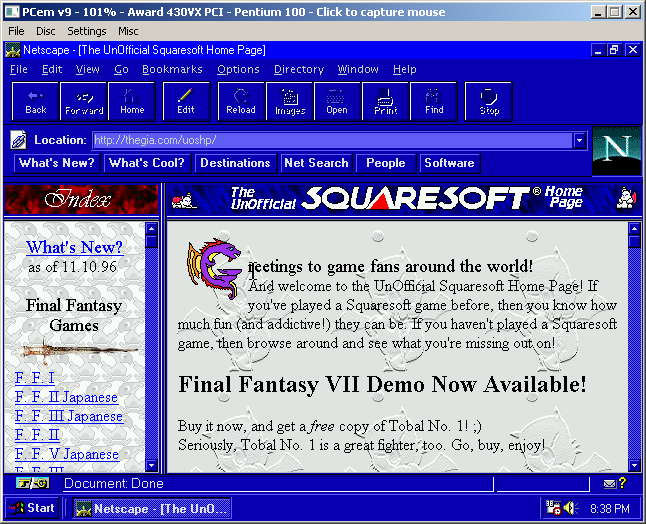 PCem v9 - 101% - Award 430VX PCI - Pentium 100 - Click to capture mouse
File Disc Settings Misc
Netscape - [The UnOfficial Squaresoft Home Page]
File Edit View Go Bookmarks Options Directory Window Help
Back Forward Home Edit Reload Images Open Print Find Stop
Location: http://thegia.com/uoshp/
N
What's New? What's Cool? Destinations Net Search People Software
Index
The UnOfficial SQUARESOFT® Home Page
What's New?
as of 11.10.96
Final Fantasy
Games
F. F. I
F. F. II Japanese
F. F. III Japanese
F. F. II
F. F. V Japanese
F. F. III
Greetings to game fans around the world!
And welcome to the UnOfficial Squaresoft Home Page! If
you've played a Squaresoft game before, then you know how
much fun (and addictive!) they can be. If you haven't played a Squaresoft
game, then browse around and see what you're missing out on!
Final Fantasy VII Demo Now Available!
Buy it now, and get a free copy of Tobal No. 1! ;)
Seriously, Tobal No. 1 is a great fighter, too. Go, buy, enjoy!
Document: Done
?
Start Netscape - [The UnO... 8:38 PM